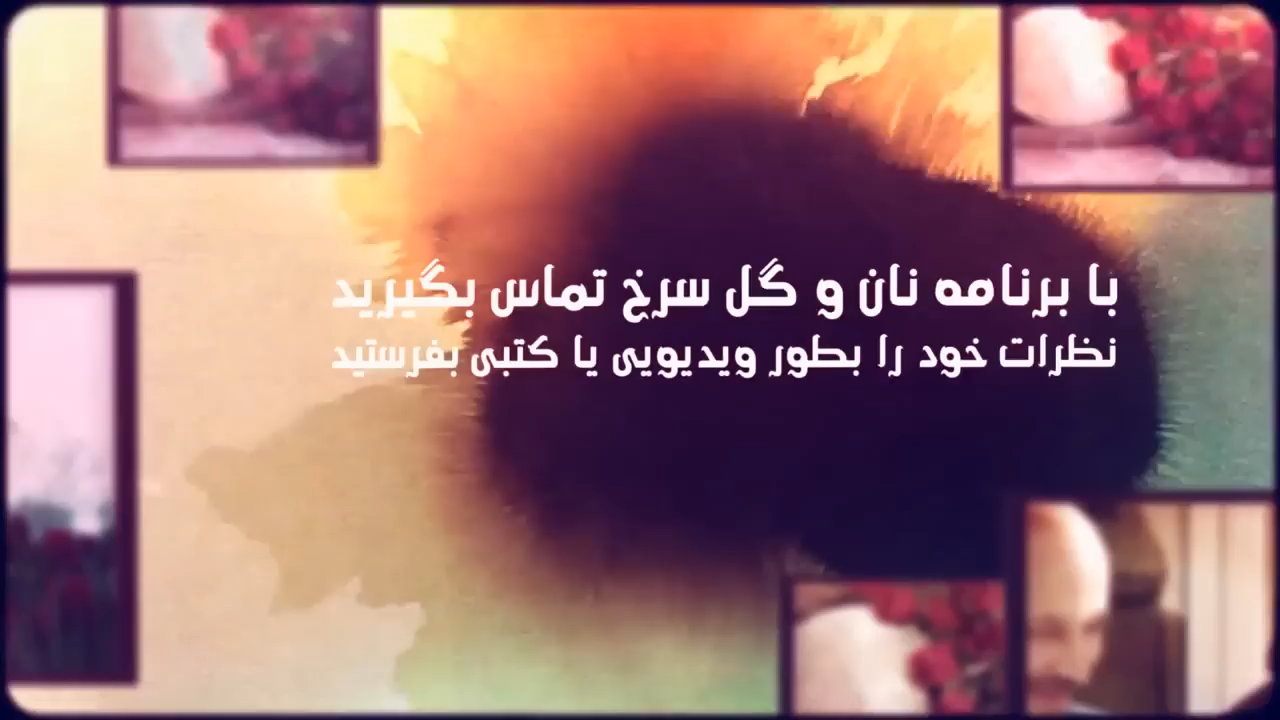 با برنامه نان و گل سرخ تماس بگیرید
نظرات خود را بطور ویدیویی یا کتبی بفرستید